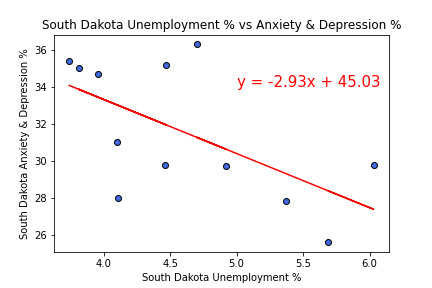 South Dakota Unemployment % vs Anxiety & Depression %
36
34
32
30
28
26
South Dakota Anxiety & Depression %
y = -2.93x + 45.03
4.0 4.5 5.0 5.5 6.0
South Dakota Unemployment %